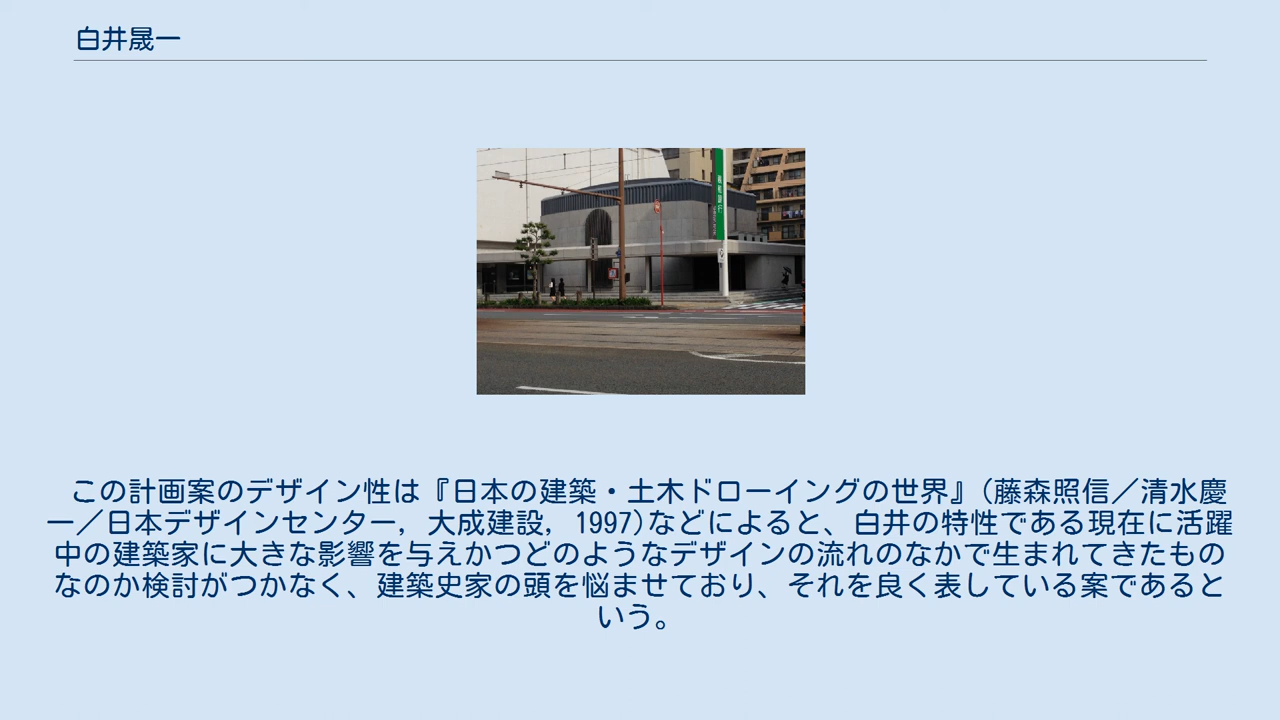 白井晟一
この計画案のデザイン性は『日本の建築・土木ドローイングの世界』(藤森照信／清水慶
一／日本デザインセンター, 大成建設, 1997)などによると、白井の特性である現在に活躍
中の建築家に大きな影響を与えかつどのようなデザインの流れのなかで生まれてきたもの
なのか検討がつかなく、建築史家の頭を悩ませており、それを良く表している案であると
いう。